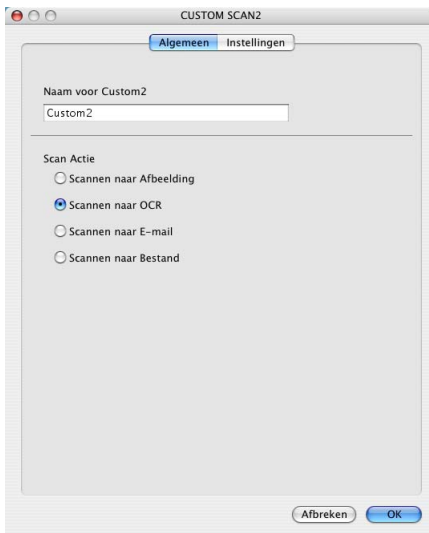 CUSTOM SCAN2
Algemeen Instellingen
Naam voor Custom2
Custom2
Scan Actie
Scannen naar Afbeelding
Scannen naar OCR
Scannen naar E-mail
Scannen naar Bestand
Afbreken OK